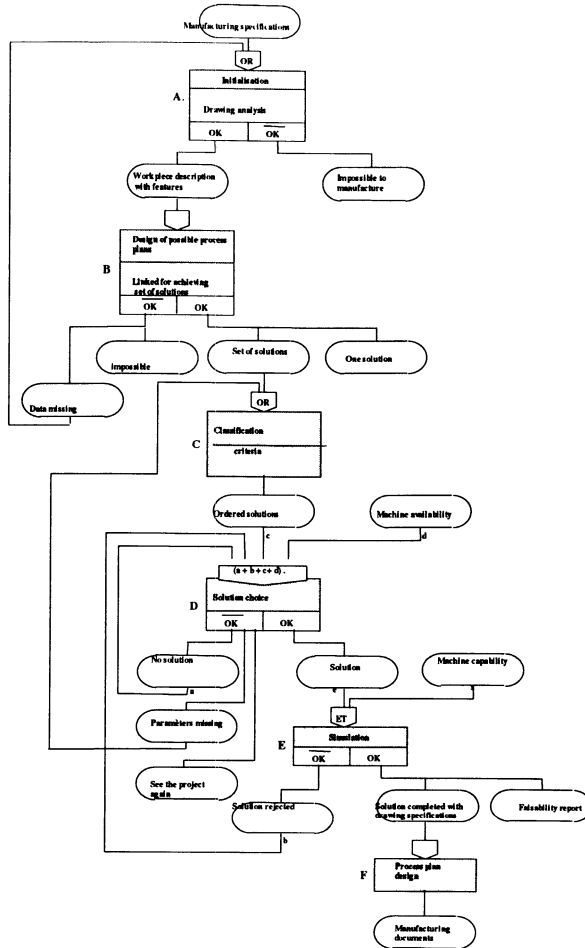 Manufacturing specifications
OR
Initialisation
A.
Drawing analysis
OK
OK
Workpiece description
with features
Impossible to
manufacture
Design of possible process
plans
B
Linked for achieving
set of solutions
OK
OK
impossible
Set of solutions
One solution
Data missing
OR
Classification
C
criteria
Ordered solutions
Machine availability
c
d
(a + b + c + d) .
Solution choice
D
OK
OK
No solution
Solution
Machine capability
a
e
f
Parameters missing
ET
Simulation
E
OK
OK
See the project
again
Solution rejected
Solution completed with
drawing specifications
Faisability report
b
Process plan
design
F
Manufacturing
documents